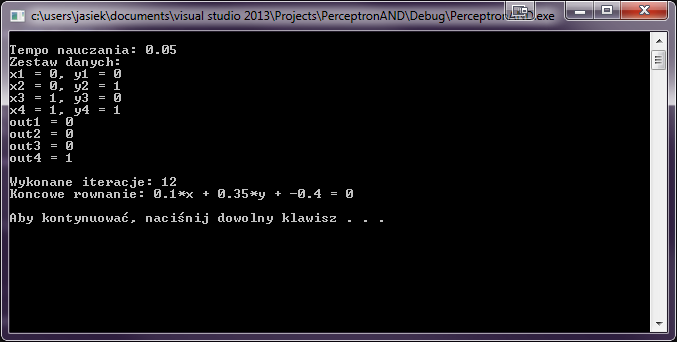 c:\users\jasiek\documents\visual studio 2013\Projects\PerceptronAND\Debug\PerceptronAND.exe
Tempo nauczania: 0.05
Zestaw danych:
x1 = 0, y1 = 0
x2 = 0, y2 = 1
x3 = 1, y3 = 0
x4 = 1, y4 = 1
out1 = 0
out2 = 0
out3 = 0
out4 = 1
Wykonane iteracje: 12
Koncowe rownanie: 0.1*x + 0.35*y + -0.4 = 0
Aby kontynuować, naciśnij dowolny klawisz . . .